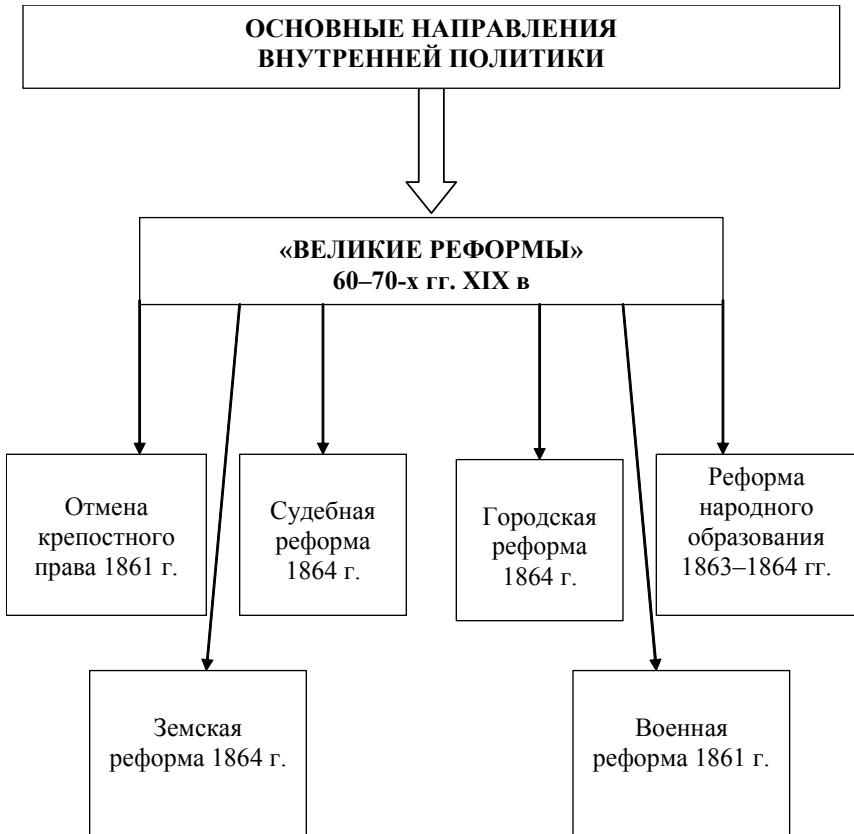 ОСНОВНЫЕ НАПРАВЛЕНИЯ
ВНУТРЕННЕЙ ПОЛИТИКИ
«ВЕЛИКИЕ РЕФОРМЫ»
60–70-х гг. XIX в
Отмена
крепостного
права 1861 г.
Судебная
реформа
1864 г.
Городская
реформа
1864 г.
Реформа
народного
образования
1863–1864 гг.
Земская
реформа 1864 г.
Военная
реформа 1861 г.